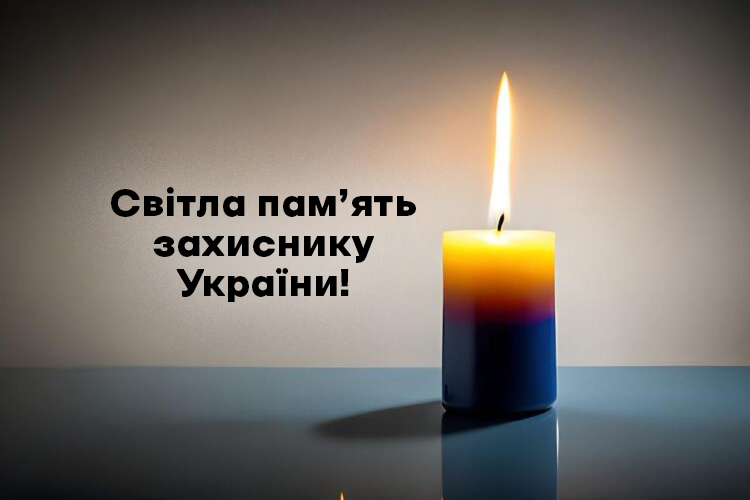 Світла пам’ять
захиснику
України!